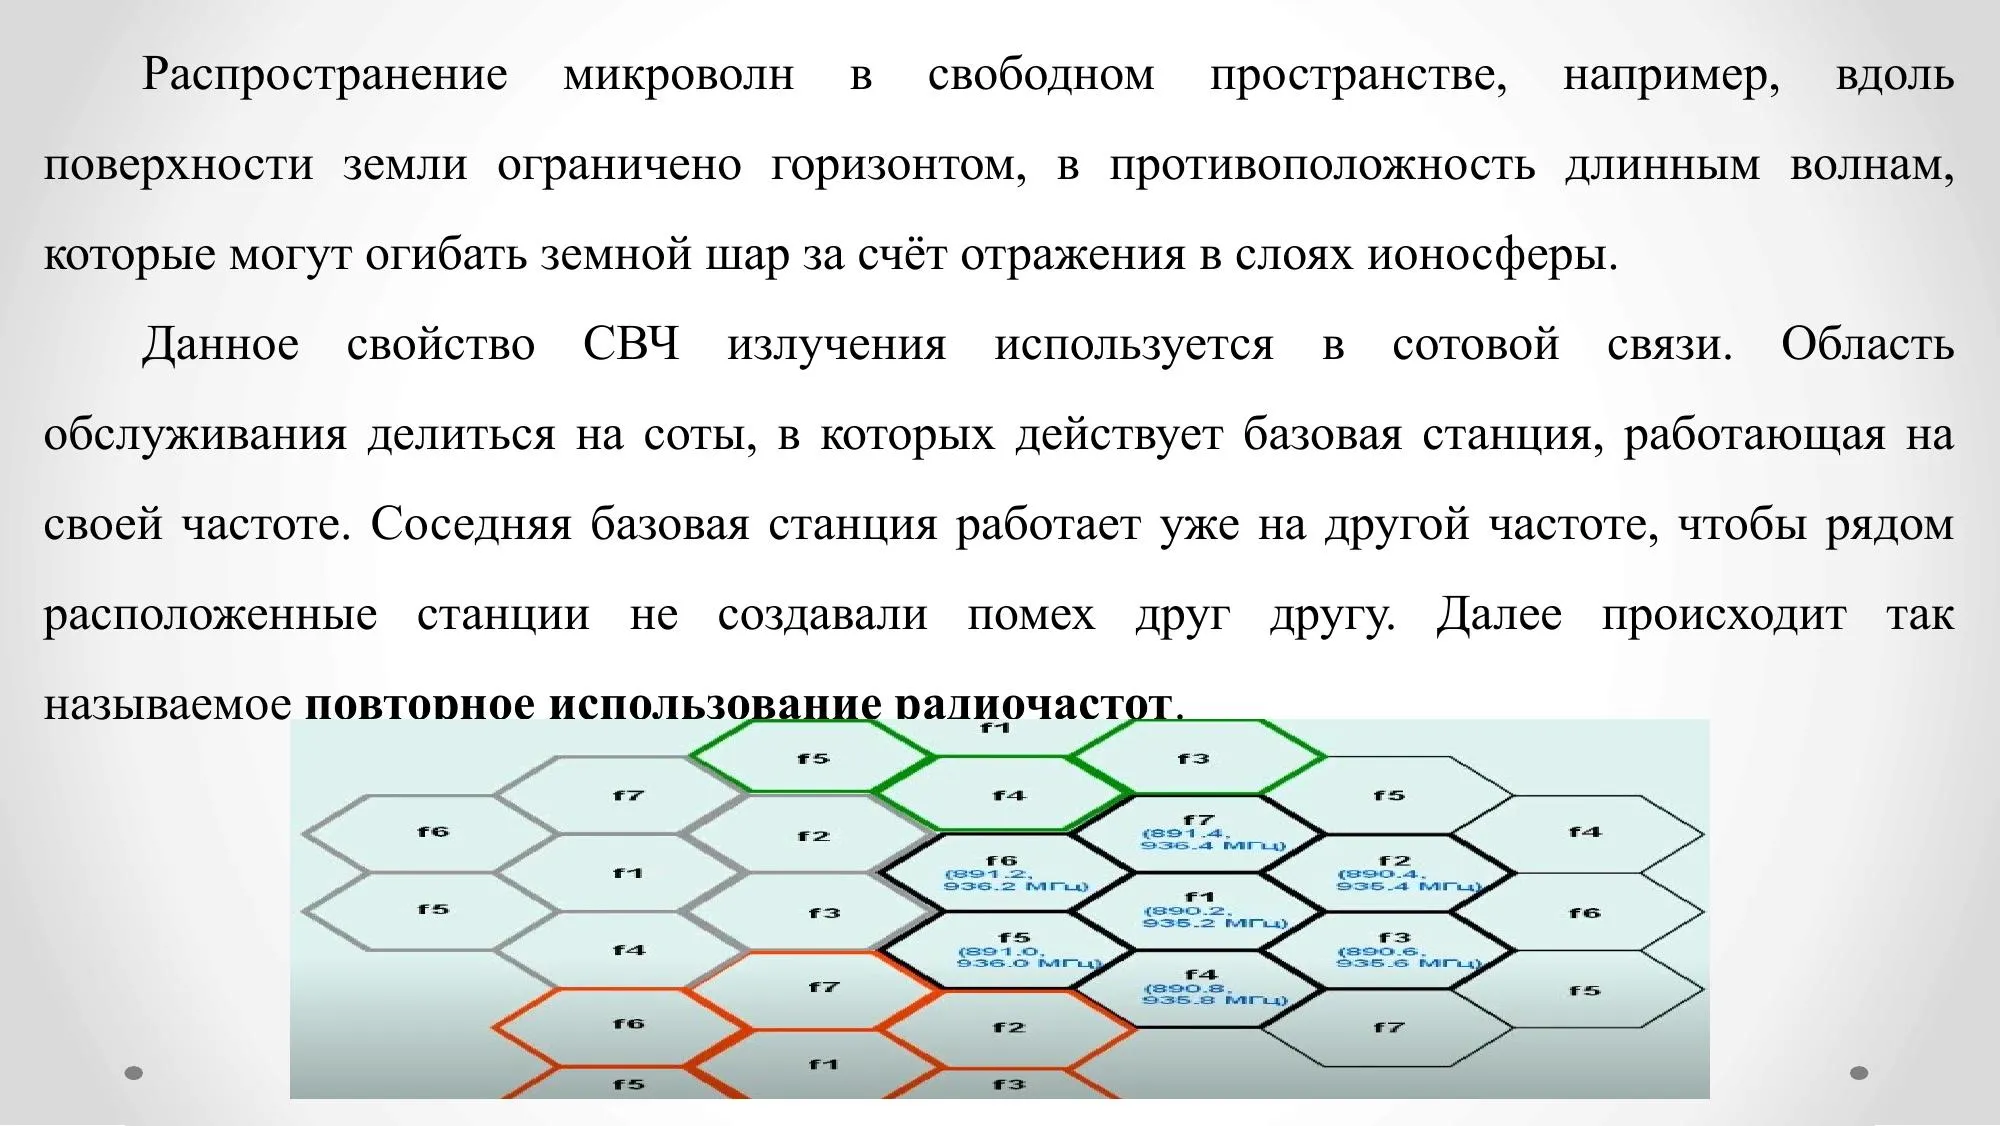 Распространение микроволн в свободном пространстве, например, вдоль
поверхности земли ограничено горизонтом, в противоположность длинным волнам,
которые могут огибать земной шар за счёт отражения в слоях ионосферы.
Данное свойство СВЧ излучения используется в сотовой связи. Область
обслуживания делиться на соты, в которых действует базовая станция, работающая на
своей частоте. Соседняя базовая станция работает уже на другой частоте, чтобы рядом
расположенные станции не создавали помех друг другу. Далее происходит так
называемое повторное использование радиочастот.
f1
f5
f3
f7
f4
f5
f6
f2
f7
(891.4,
936.4 МГц)
f4
f1
f6
(891.2,
936.2 МГц)
f2
(890.4,
935.4 МГц)
f5
f3
f1
(890.2,
935.2 МГц)
f6
f4
f5
(891.0,
936.0 МГц)
f3
(890.6,
935.6 МГц)
f7
f4
(890.8,
935.8 МГц)
f5
f6
f2
f7
f1
f5
f3